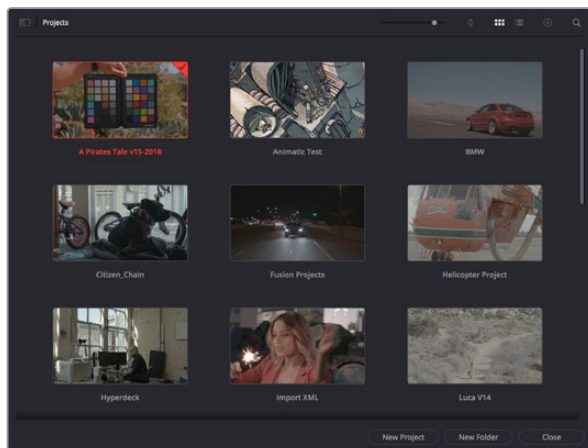 Projects
A Pirates Tale v15-2018
Animatic Test
BMW
Citizen_Chain
Fusion Projects
Helicopter Project
Hyperdeck
Import XML
Luca V14
New Project
New Folder
Close